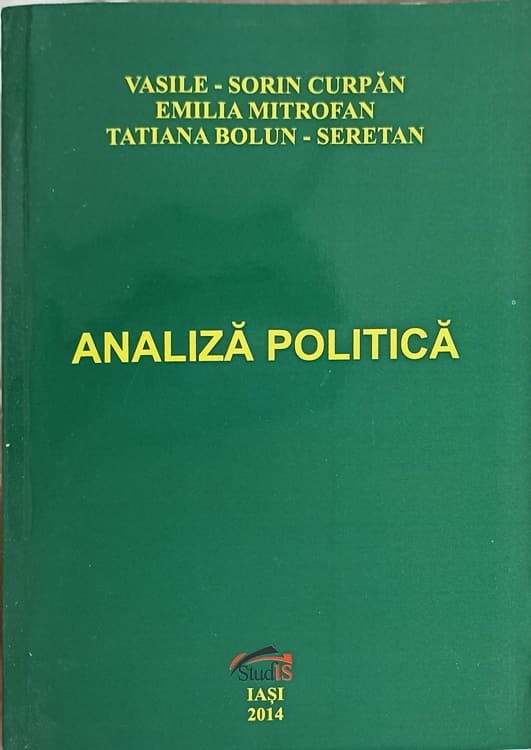 VASILE - SORIN CURPĂN
EMILIA MITROFAN
TATIANA BOLUN - SERETAN
ANALIZĂ POLITICĂ
StudIS
IAŞI
2014